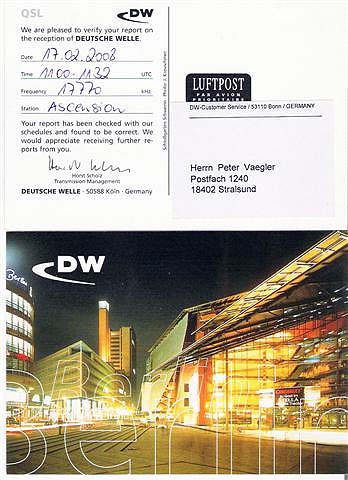 QSL
DW
We are pleased to verify your report on
the reception of DEUTSCHE WELLE.
Date 17.02.2008
Time 1100-1132 UTC
Frequency 17770 kHz
Station ASCENSION
Your report has been checked with our
schedules and found to be correct. We
would appreciate receiving further re-
ports from you.
Horst Scholz
Transmission Management
DEUTSCHE WELLE · 50588 Köln · Germany
LUFTPOST
PAR AVION
PRIORITAIRE
DW-Customer Service / 53110 Bonn / GERMANY
Herrn Peter Vaegler
Postfach 1240
18402 Stralsund
DW
Berlin
Berlin